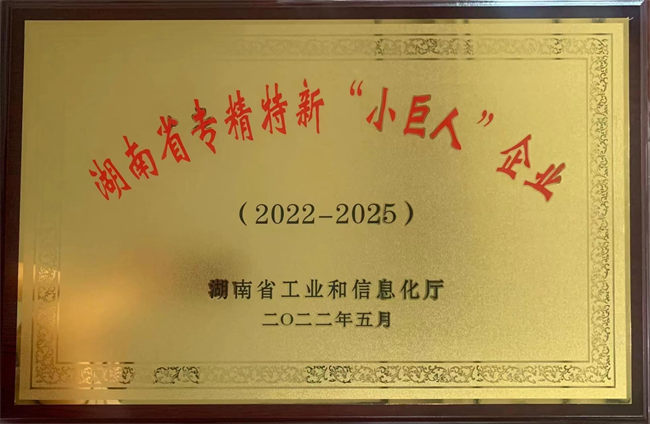 湖南省专精特新“小巨人”企业
（2022-2025）
湖南省工业和信息化厅
二〇二二年五月